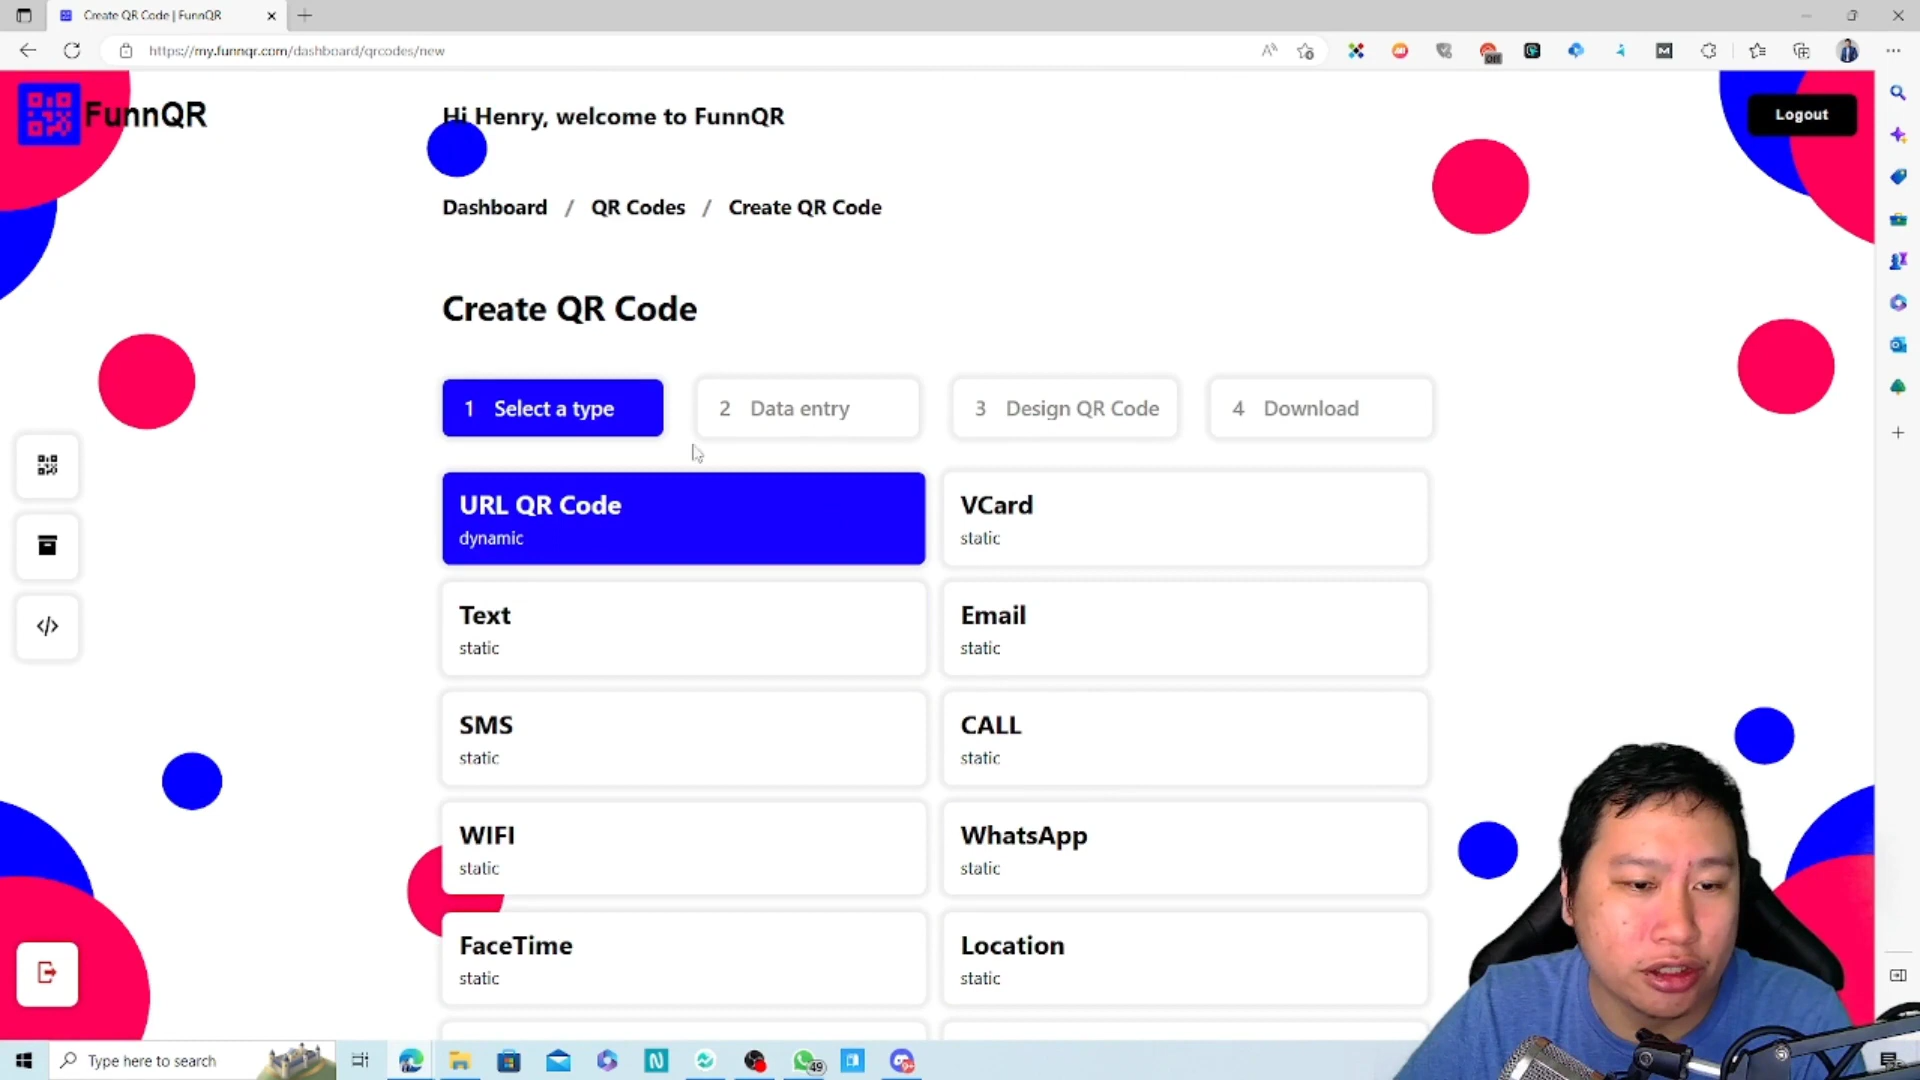 Create QR Code | FunnQR
https://my.funnqr.com/dashboard/qrcodes/new
FunnQR
Hi Henry, welcome to FunnQR
Logout
Dashboard / QR Codes / Create QR Code
Create QR Code
1 Select a type
2 Data entry
3 Design QR Code
4 Download
URL QR Code
dynamic
VCard
static
Text
static
Email
static
SMS
static
CALL
static
WIFI
static
WhatsApp
static
FaceTime
static
Location
static
Type here to search
49